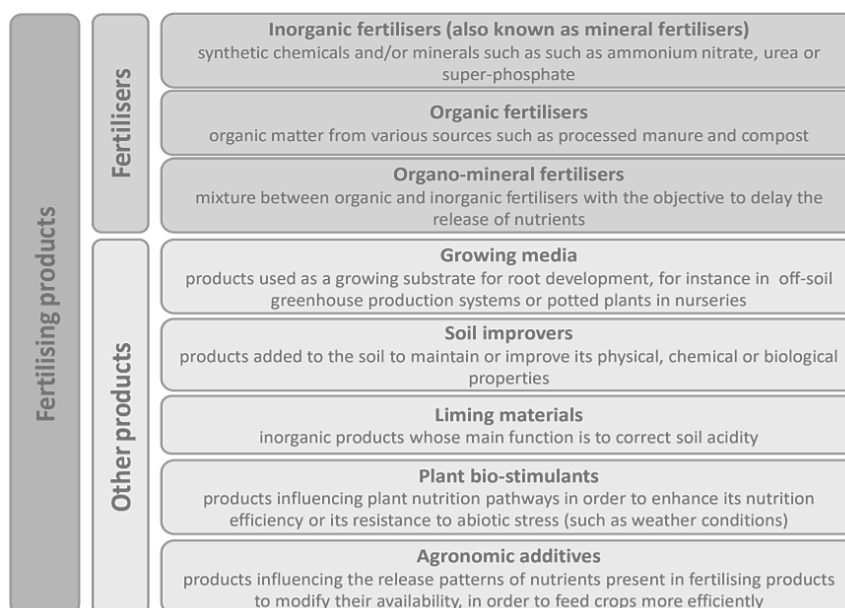 Fertilising products
Fertilisers
Inorganic fertilisers (also known as mineral fertilisers)
synthetic chemicals and/or minerals such as such as ammonium nitrate, urea or
super-phosphate
Organic fertilisers
organic matter from various sources such as processed manure and compost
Organo-mineral fertilisers
mixture between organic and inorganic fertilisers with the objective to delay the
release of nutrients
Other products
Growing media
products used as a growing substrate for root development, for instance in off-soil
greenhouse production systems or potted plants in nurseries
Soil improvers
products added to the soil to maintain or improve its physical, chemical or biological
properties
Liming materials
inorganic products whose main function is to correct soil acidity
Plant bio-stimulants
products influencing plant nutrition pathways in order to enhance its nutrition
efficiency or its resistance to abiotic stress (such as weather conditions)
Agronomic additives
products influencing the release patterns of nutrients present in fertilising products
to modify their availability, in order to feed crops more efficiently